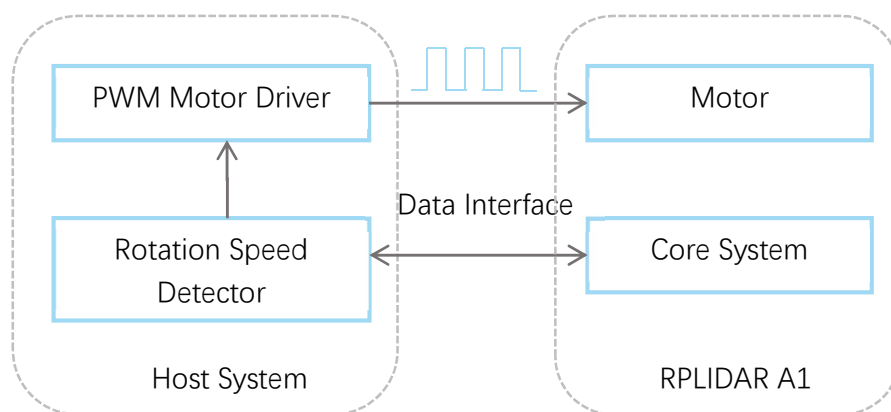 PWM Motor Driver
Motor
Data Interface
Rotation Speed
Detector
Core System
Host System
RPLIDAR A1